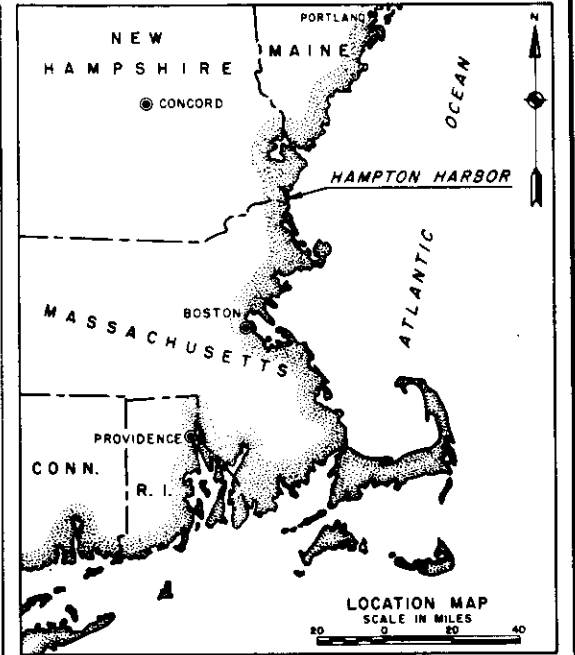 PORTLAND
N
NEW
HAMPSHIRE
MAINE
CONCORD
OCEAN
HAMPTON HARBOR
ATLANTIC
MASSACHUSETTS
BOSTON
PROVIDENCE
CONN.
R. I.
LOCATION MAP
SCALE IN MILES
20 0 20 40